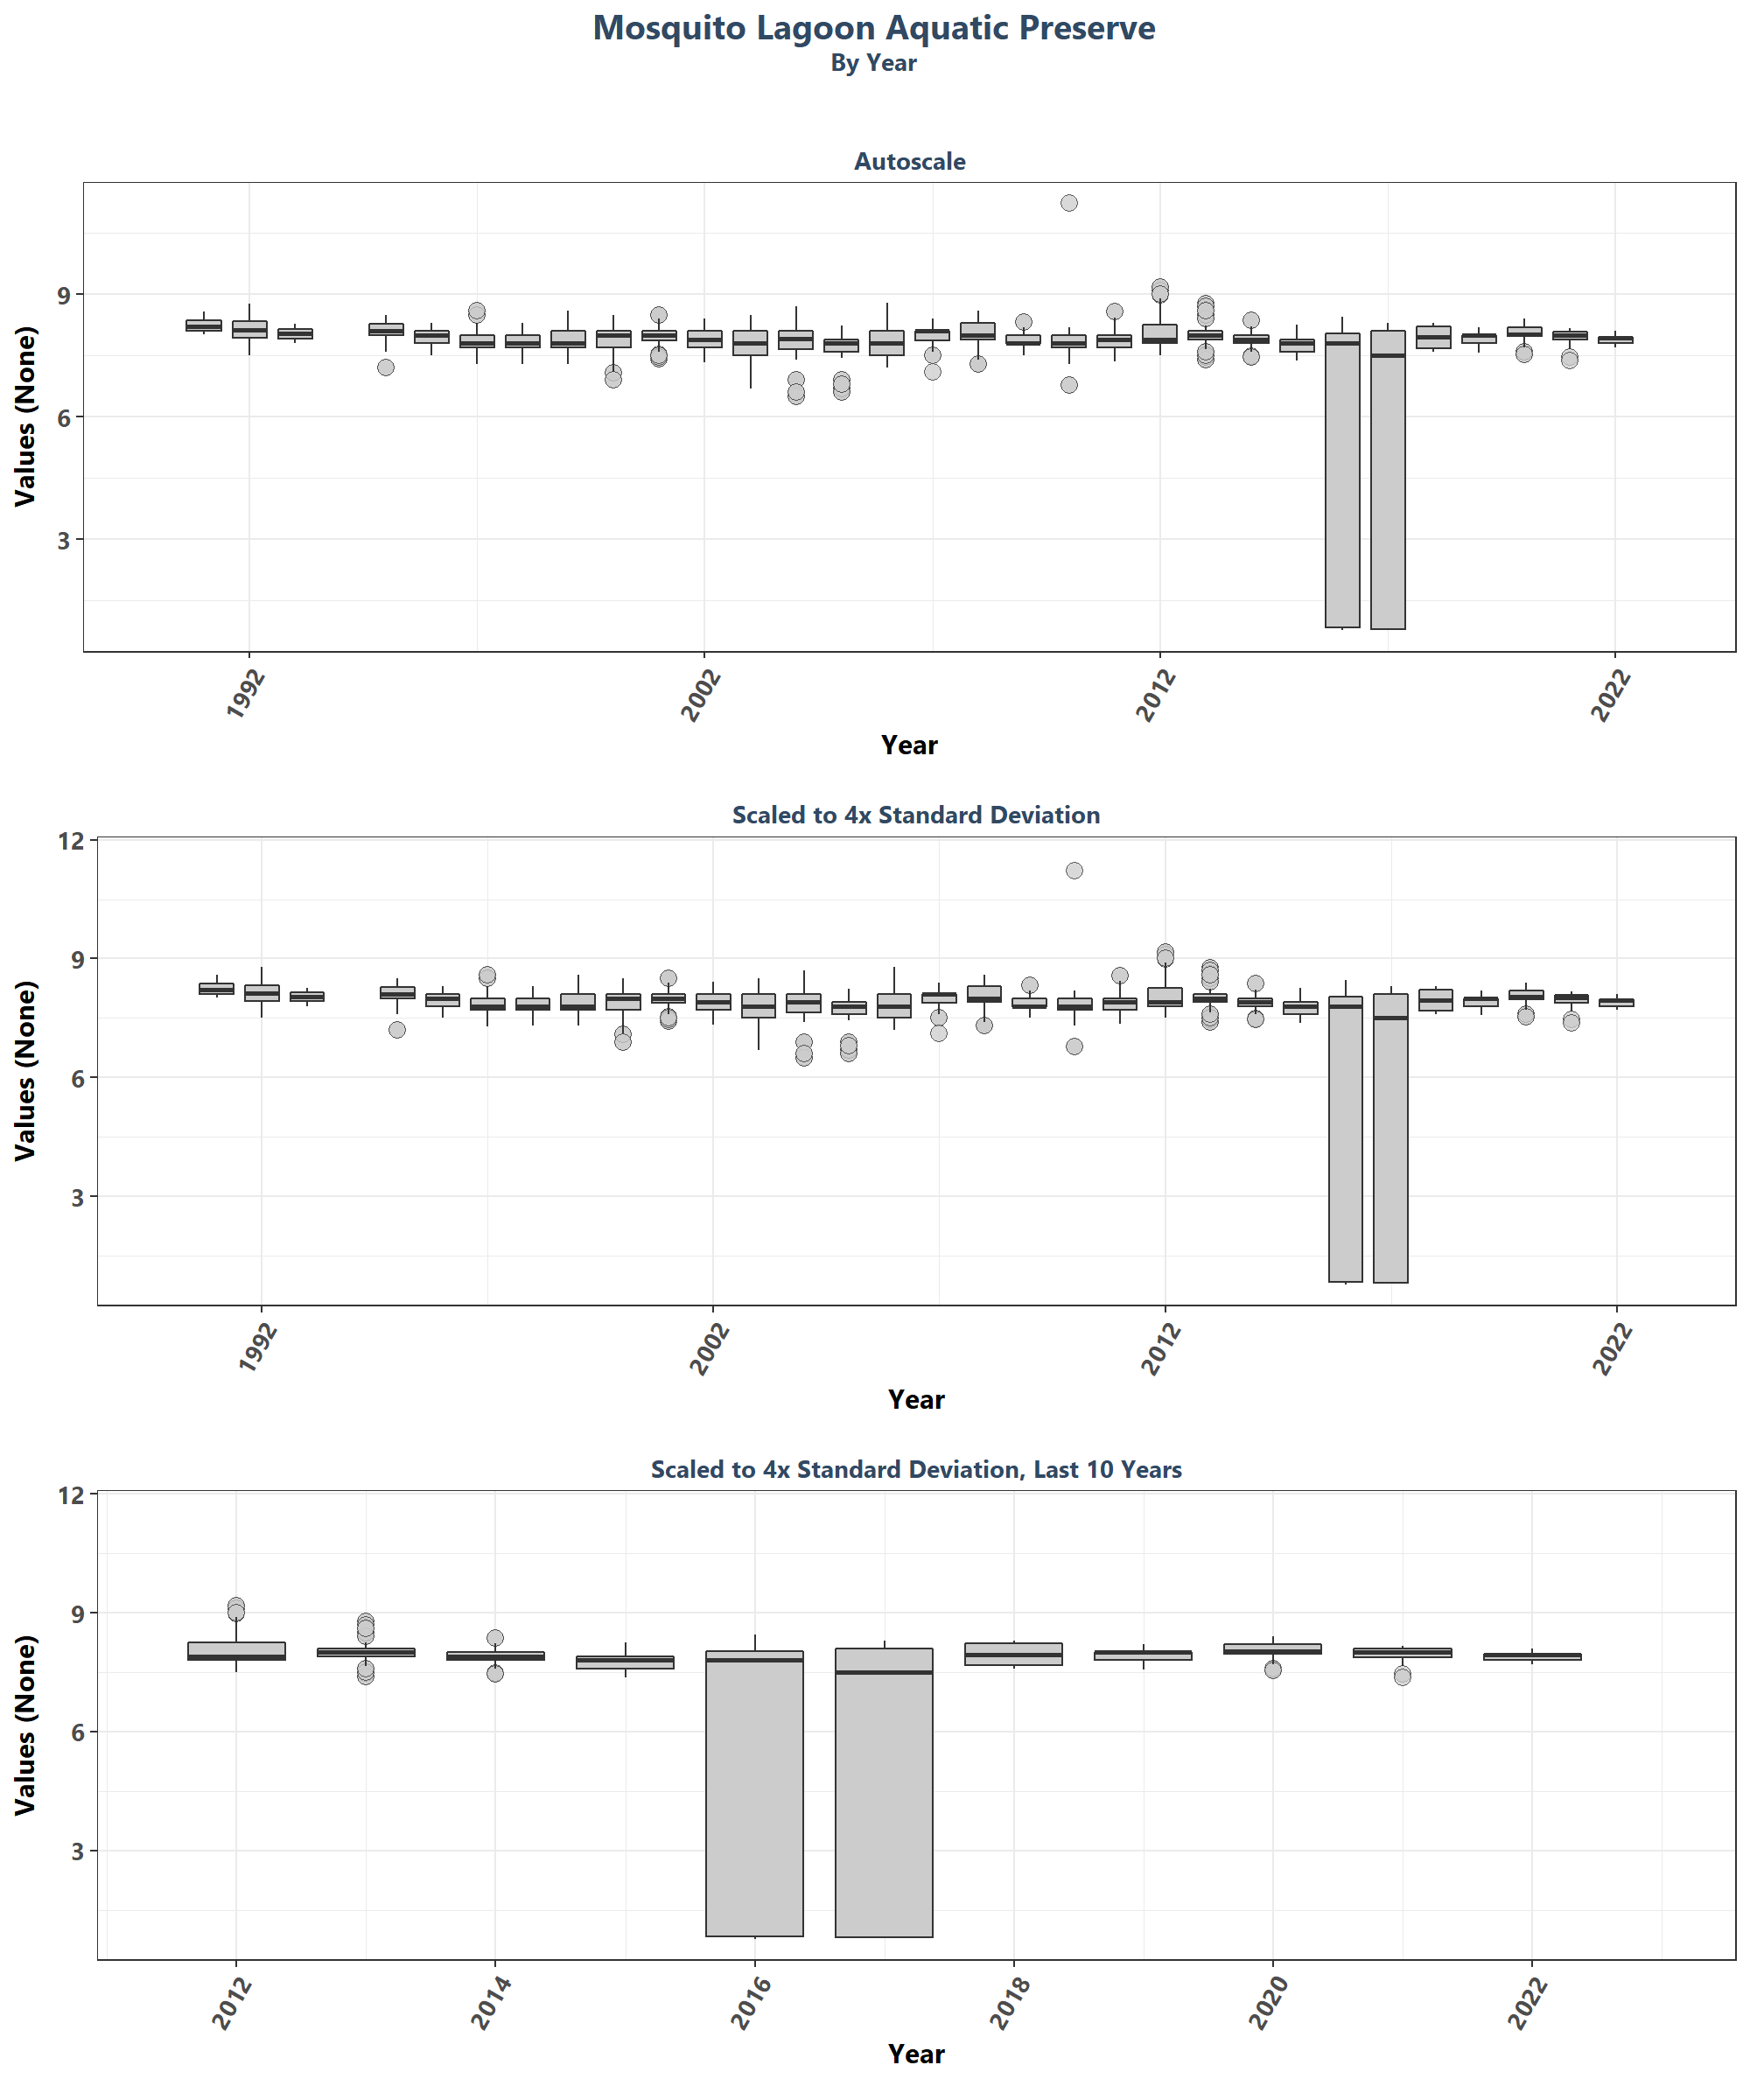 Mosquito Lagoon Aquatic Preserve
By Year
Autoscale
Values (None)
9
6
3
1992
2002
2012
2022
Year
Scaled to 4x Standard Deviation
Values (None)
12
9
6
3
1992
2002
2012
2022
Year
Scaled to 4x Standard Deviation, Last 10 Years
Values (None)
12
9
6
3
2012
2014
2016
2018
2020
2022
Year